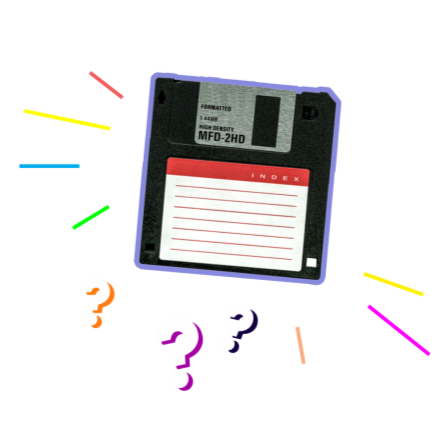 FORMATTED
1.44MB
HIGH DENSITY
MFD-2HD
INDEX
? ? ?